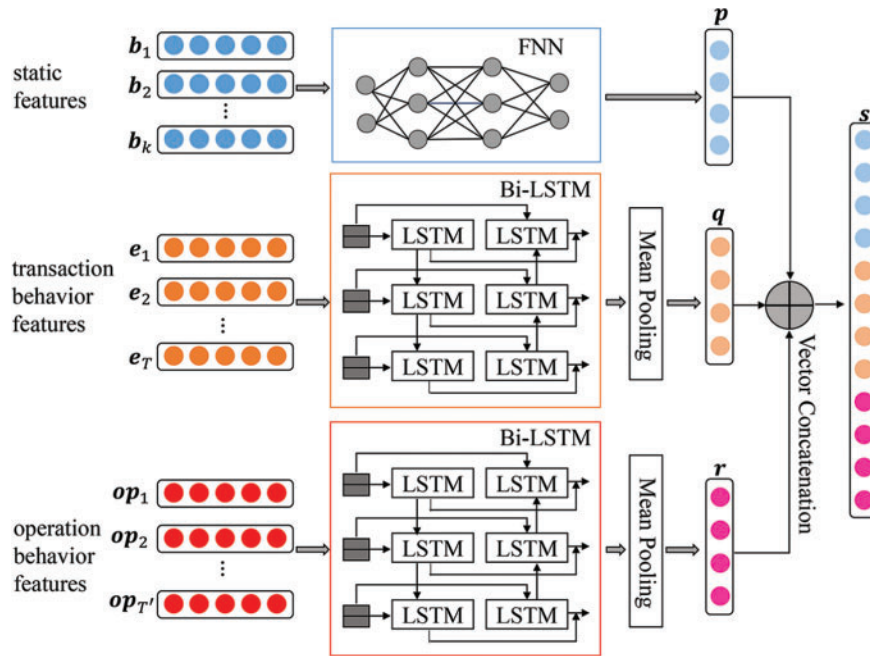 static
features
b₁
b₂
⋮
bₖ
FNN
p
s
transaction
behavior
features
e₁
e₂
⋮
e_T
Bi-LSTM
LSTM LSTM
LSTM LSTM
LSTM LSTM
Mean Pooling
q
Vector Concatenation
operation
behavior
features
op₁
op₂
⋮
op_T'
Bi-LSTM
LSTM LSTM
LSTM LSTM
LSTM LSTM
Mean Pooling
r